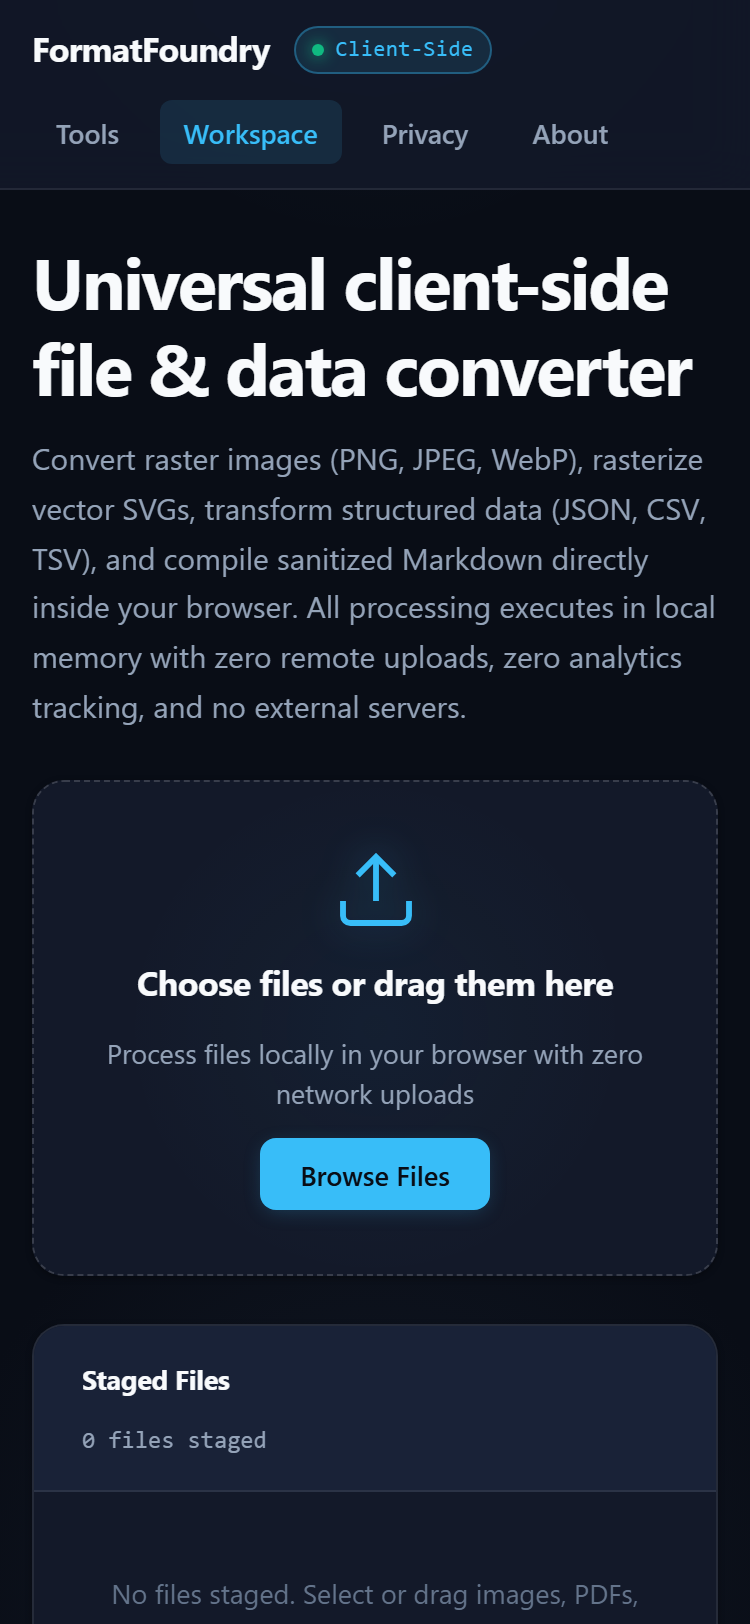 FormatFoundry
Client-Side
Tools Workspace Privacy About
Universal client-side
file & data converter
Convert raster images (PNG, JPEG, WebP), rasterize
vector SVGs, transform structured data (JSON, CSV,
TSV), and compile sanitized Markdown directly
inside your browser. All processing executes in local
memory with zero remote uploads, zero analytics
tracking, and no external servers.
Choose files or drag them here
Process files locally in your browser with zero
network uploads
Browse Files
Staged Files
0 files staged
No files staged. Select or drag images, PDFs,